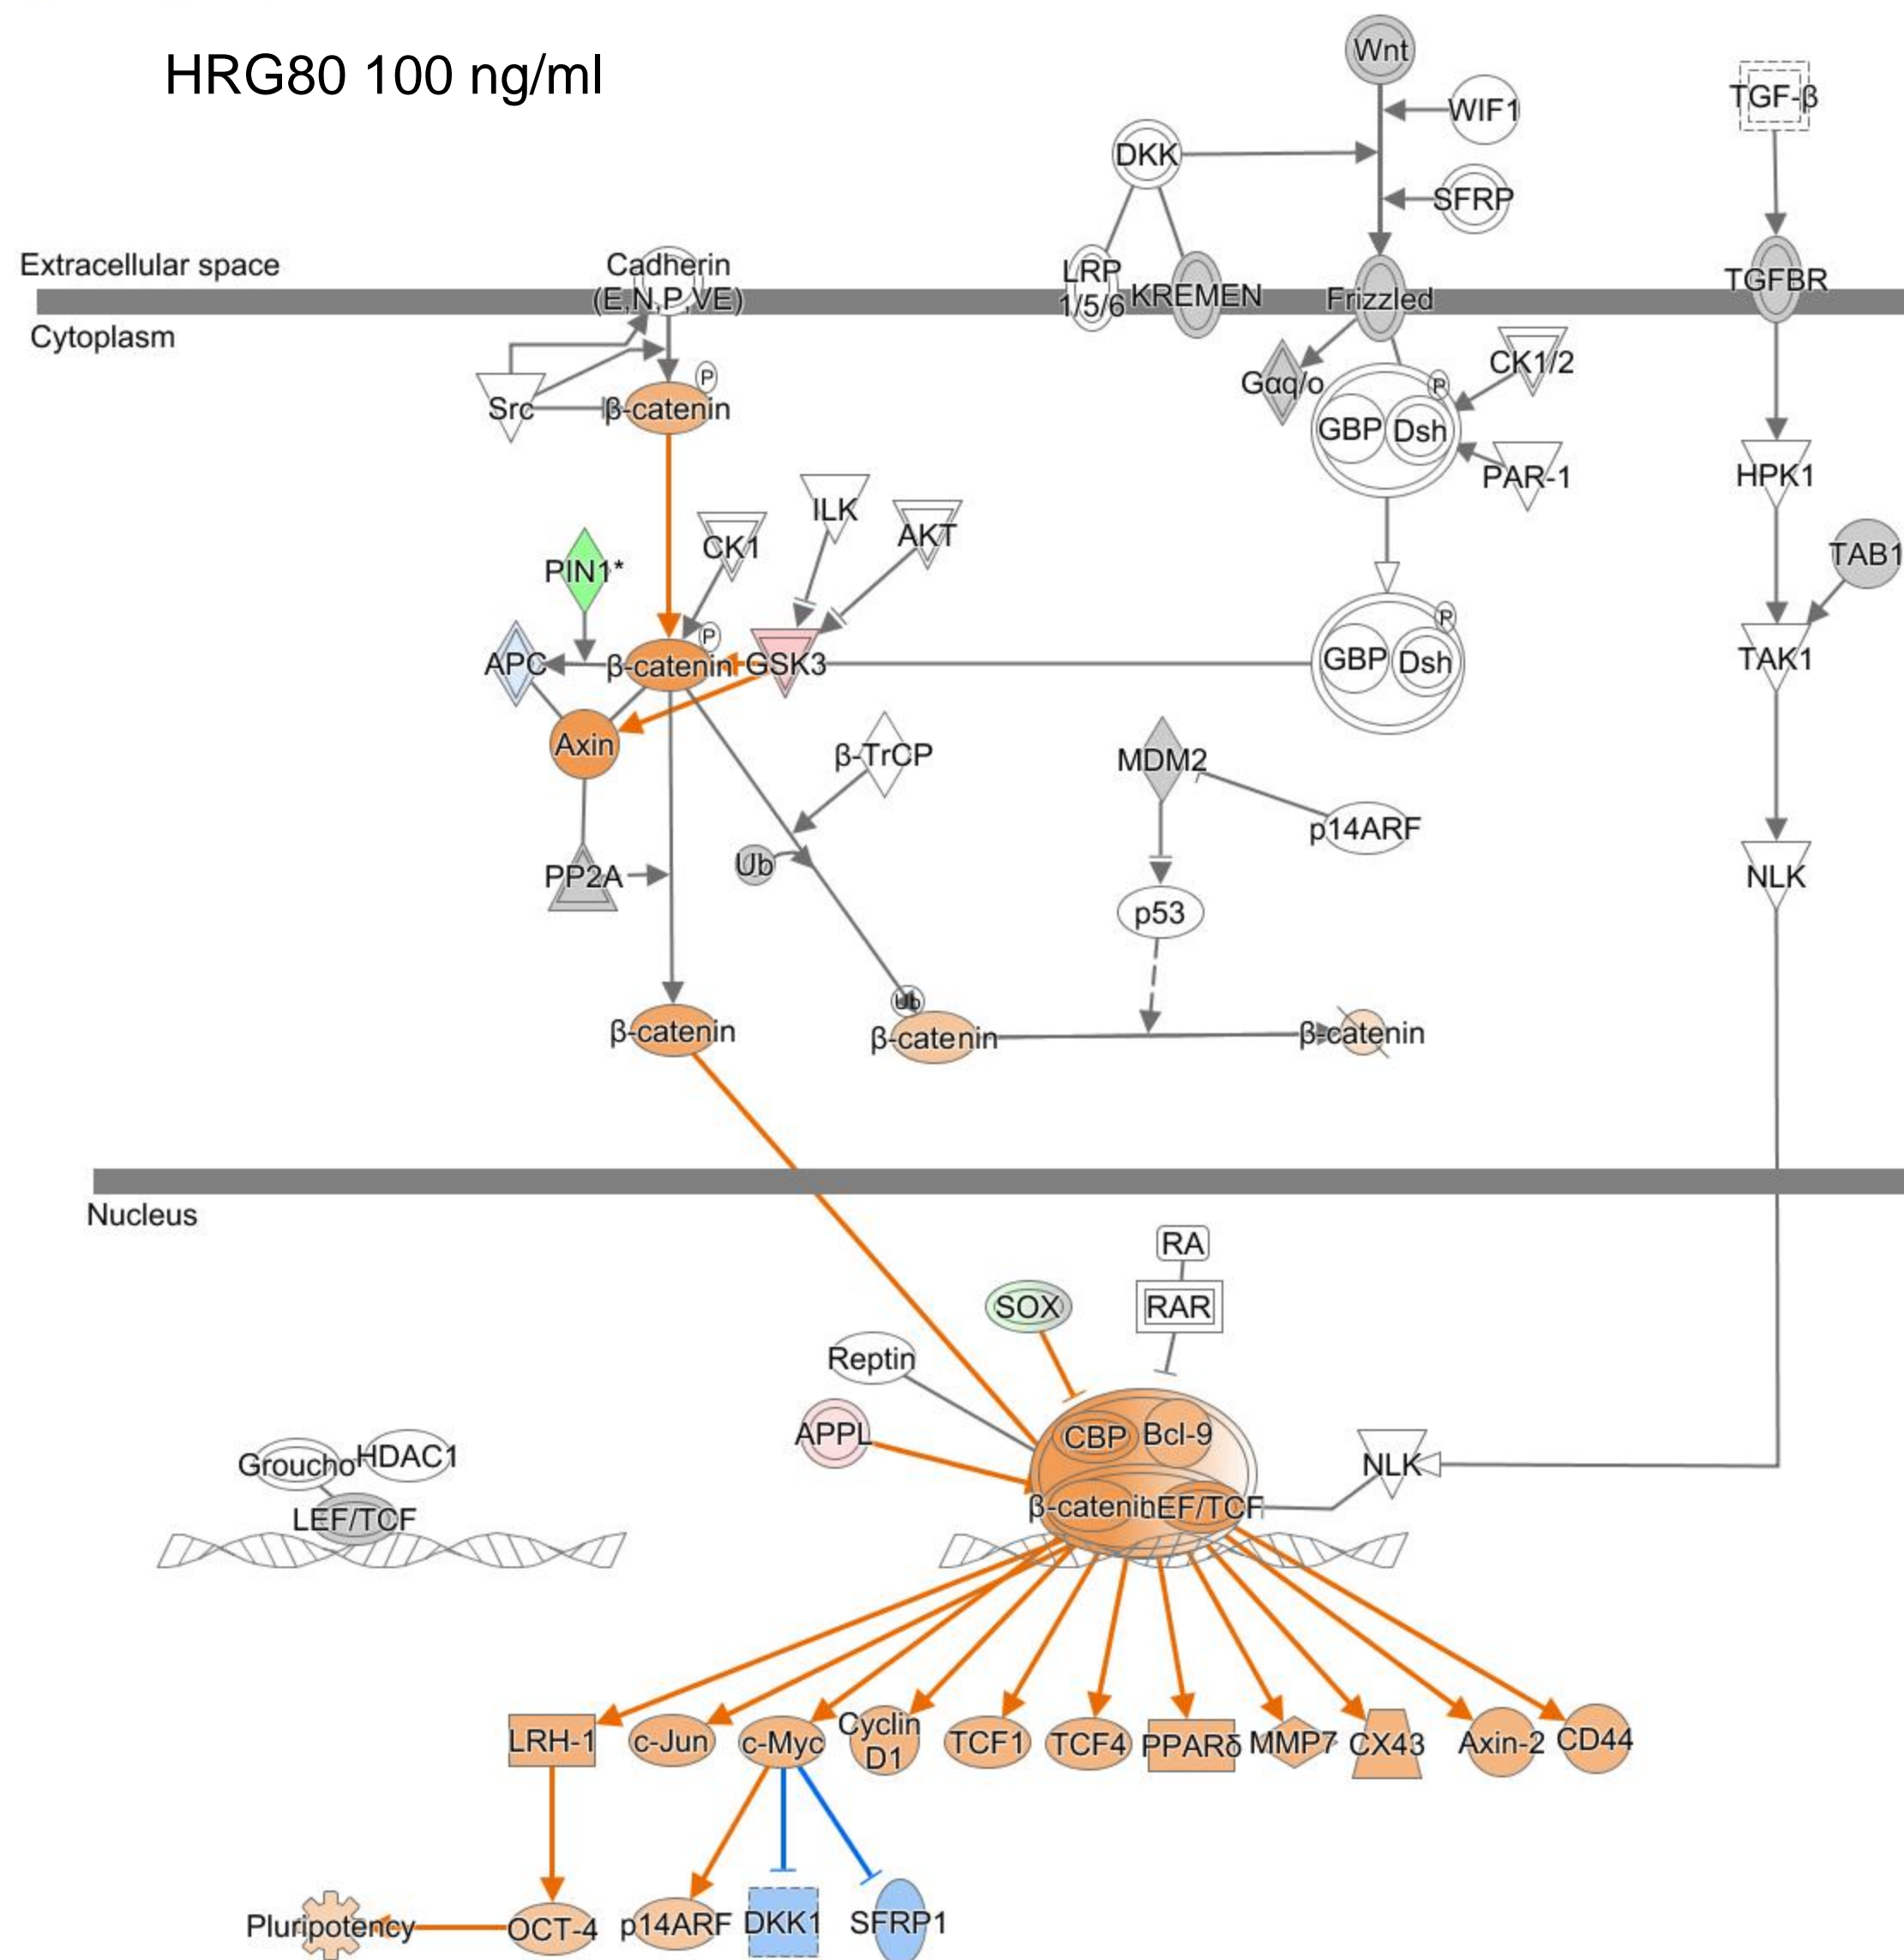 HRG80 100 ng/ml
Wnt
WIF1
TGF-β
DKK
SFRP
Extracellular space
Cadherin
(E,N,P,VE)
LRP
1/5/6
KREMEN
Frizzled
TGFBR
Cytoplasm
Gαq/o
CK1/2
P
P
Src
β-catenin
GBP
Dsh
PAR-1
HPK1
ILK
AKT
CK1
PIN1*
TAB1
P
P
APC
β-catenin
GSK3
GBP
Dsh
TAK1
Axin
β-TrCP
MDM2
p14ARF
Ub
PP2A
NLK
p53
Ub
β-catenin
β-catenin
β-catenin
Nucleus
RA
SOX
RAR
Reptin
APPL
CBP
Bcl-9
Groucho
HDAC1
NLK
LEF/TCF
β-catenin
LEF/TCF
LRH-1
c-Jun
c-Myc
Cyclin
D1
TCF1
TCF4
PPARδ
MMP7
CX43
Axin-2
CD44
Pluripotency
OCT-4
p14ARF
DKK1
SFRP1